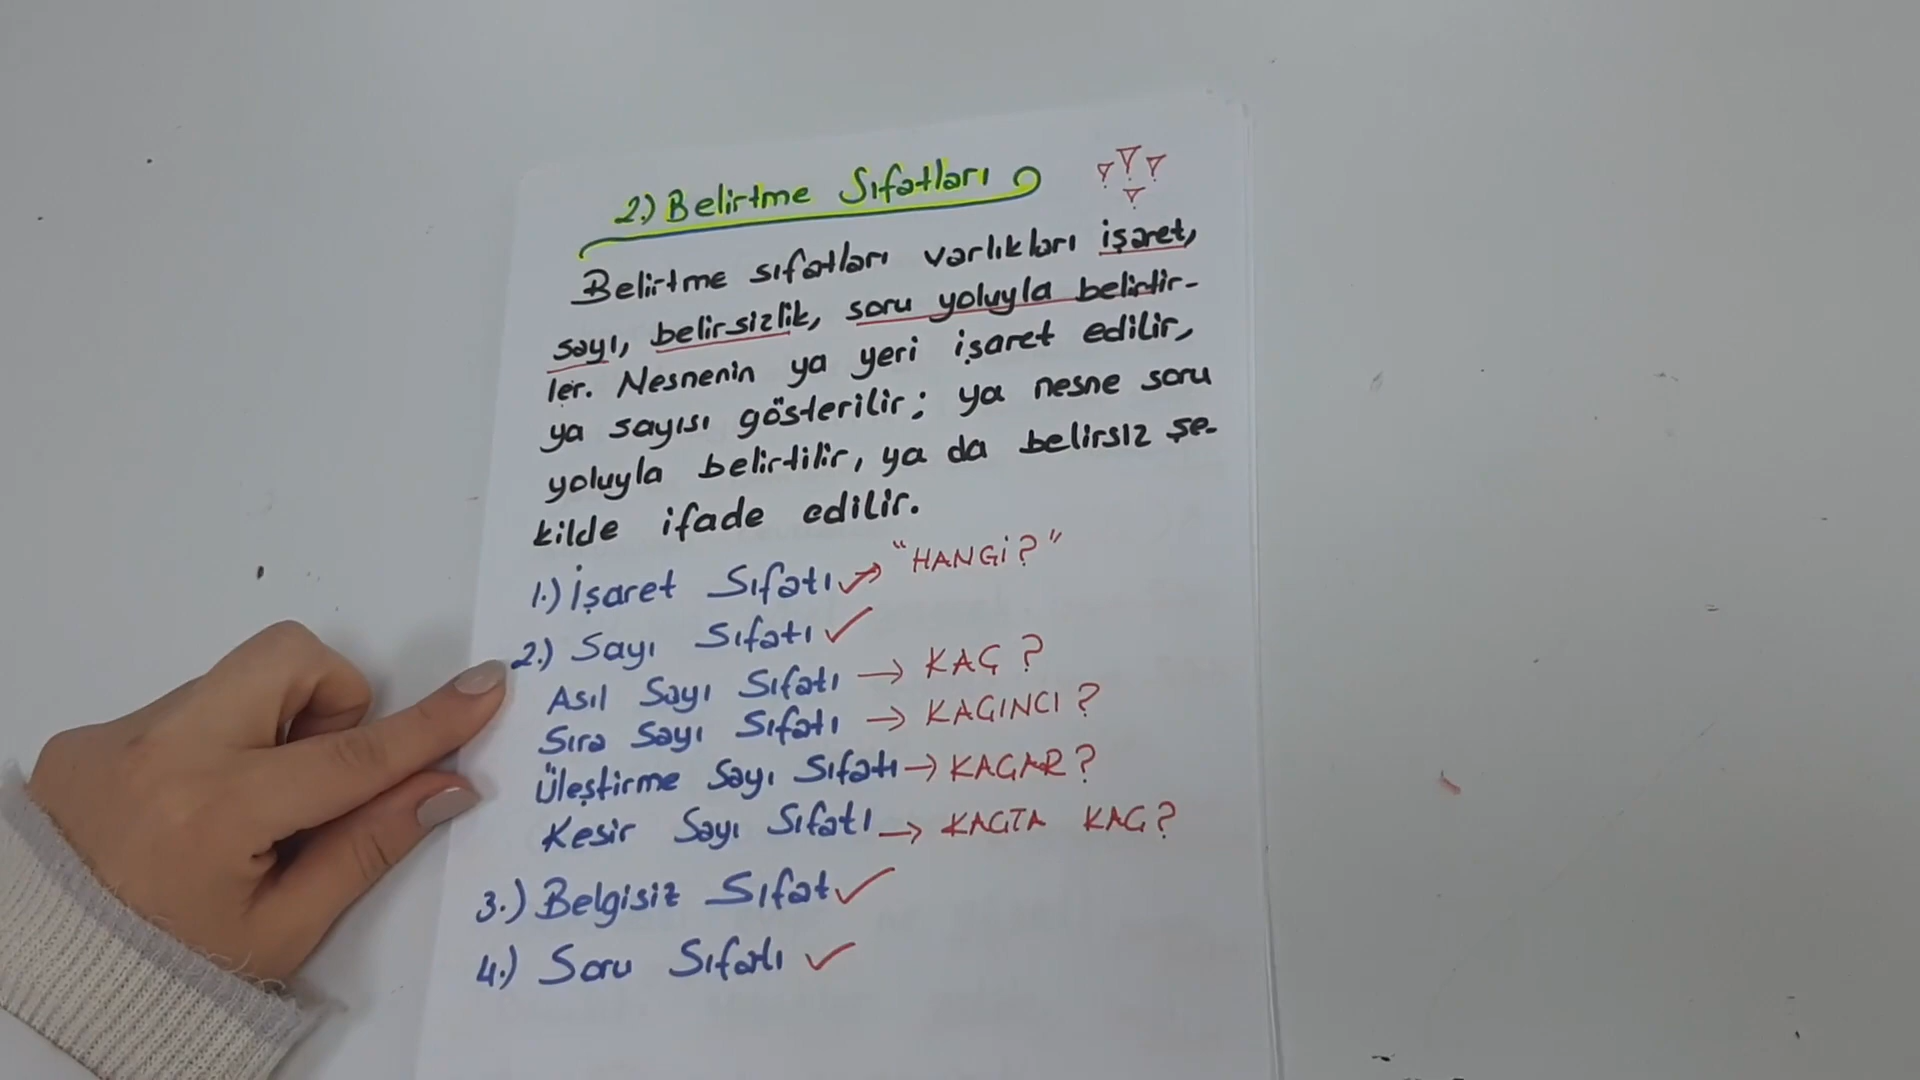 2.) Belirtme Sıfatları
Belirtme sıfatları varlıkları işaret,
sayı, belirsizlik, soru yoluyla belirtir-
ler. Nesnenin ya yeri işaret edilir,
ya sayısı gösterilir; ya nesne soru
yoluyla belirtilir, ya da belirsiz şe-
kilde ifade edilir.
1.) İşaret Sıfatı → "HANGİ?"
2.) Sayı Sıfatı ✓
Asıl Sayı Sıfatı → KAÇ?
Sıra Sayı Sıfatı → KAÇINCI?
Üleştirme Sayı Sıfatı → KAÇAR?
Kesir Sayı Sıfatı → KAÇTA KAÇ?
3.) Belgisiz Sıfat ✓
4.) Soru Sıfatı ✓